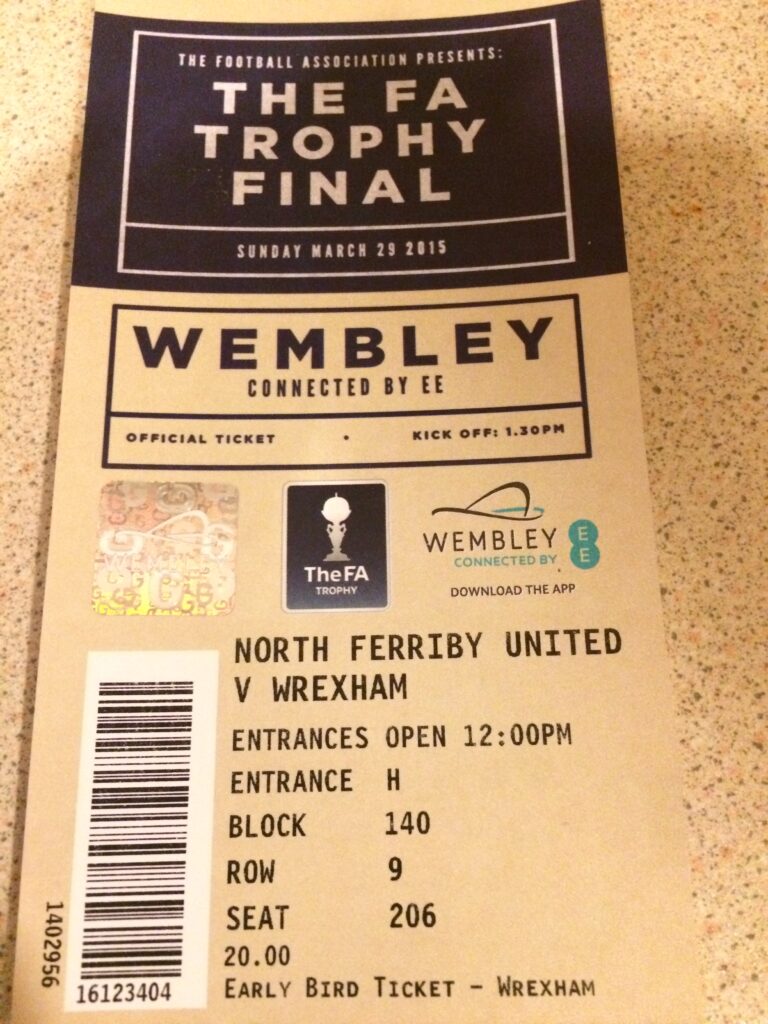 THE FOOTBALL ASSOCIATION PRESENTS:
THE FA
TROPHY
FINAL
SUNDAY MARCH 29 2015
WEMBLEY
CONNECTED BY EE
OFFICIAL TICKET • KICK OFF: 1.30PM
WEMBLEY
TheFA
TROPHY
WEMBLEY
CONNECTED BY
EE
DOWNLOAD THE APP
NORTH FERRIBY UNITED
V WREXHAM
ENTRANCES OPEN 12:00PM
ENTRANCE H
BLOCK 140
ROW 9
SEAT 206
20.00
EARLY BIRD TICKET - WREXHAM
16123404
1402956